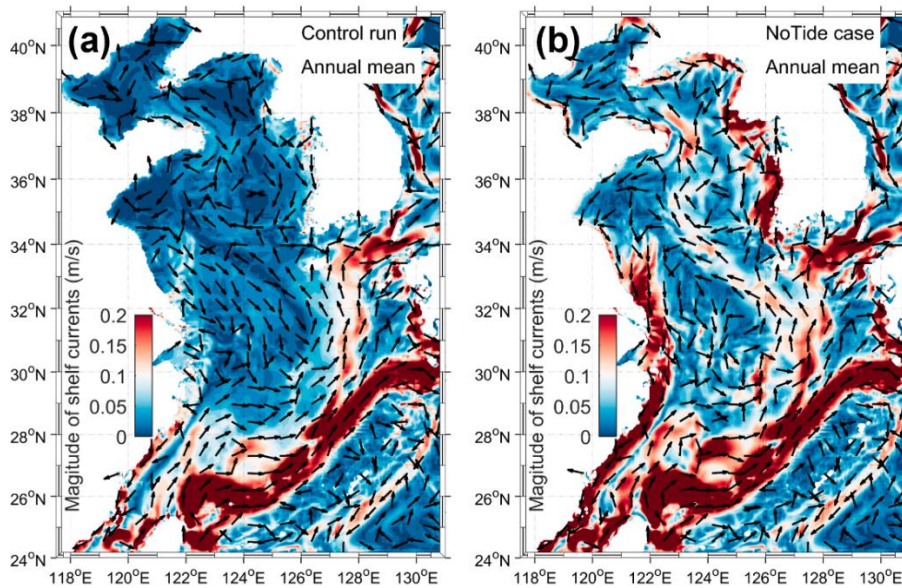 (a)
Control run
Annual mean
40°N
38°N
36°N
34°N
32°N
30°N
28°N
26°N
24°N
Magnitude of shelf currents (m/s)
0.2
0.15
0.1
0.05
0
118°E 120°E 122°E 124°E 126°E 128°E 130°E
(b)
NoTide case
Annual mean
40°N
38°N
36°N
34°N
32°N
30°N
28°N
26°N
24°N
Magnitude of shelf currents (m/s)
0.2
0.15
0.1
0.05
0
118°E 120°E 122°E 124°E 126°E 128°E 130°E